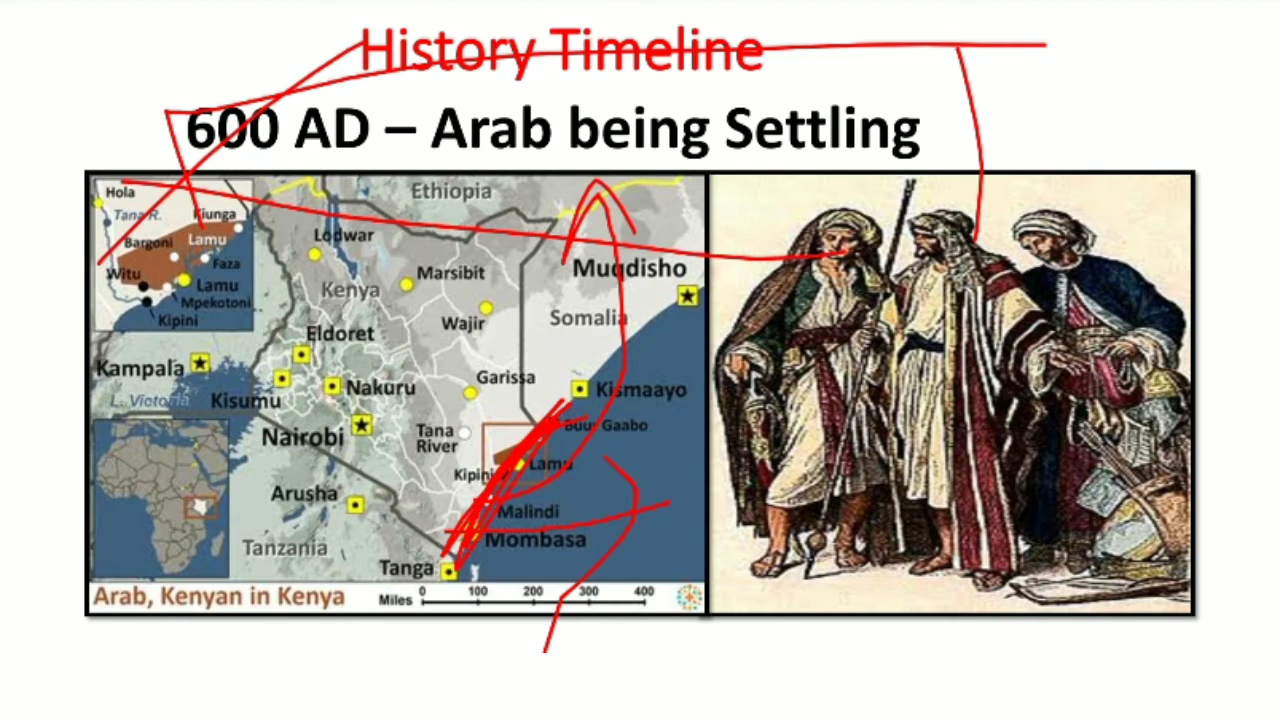 History Timeline
600 AD – Arab being Settling
Hola
Tana R.
Kiunga
Bargoni
Lamu
Faza
Witu
Lamu
Mpekotoni
Kipini
Ethiopia
Lodwar
Marsibit
Kenya
Wajir
Muqdisho
Somalia
Eldoret
Kampala
L. Victoria
Kisumu
Nakuru
Garissa
Kismaayo
Nairobi
Tana
River
Buur Gaabo
Kipini
Lamu
Arusha
Malindi
Mombasa
Tanzania
Tanga
Arab, Kenyan in Kenya
Miles 0 100 200 300 400